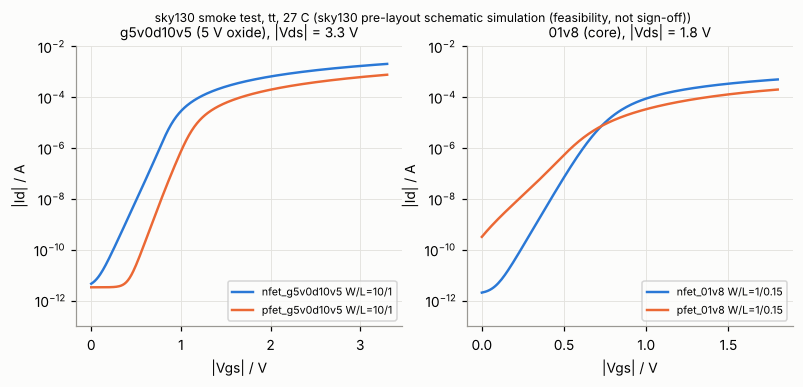 sky130 smoke test, tt, 27 C (sky130 pre-layout schematic simulation (feasibility, not sign-off))
g5v0d10v5 (5 V oxide), |Vds| = 3.3 V
10⁻²
10⁻⁴
10⁻⁶
10⁻⁸
10⁻¹⁰
10⁻¹²
|Id| / A
nfet_g5v0d10v5 W/L=10/1
pfet_g5v0d10v5 W/L=10/1
0 1 2 3
|Vgs| / V
01v8 (core), |Vds| = 1.8 V
10⁻²
10⁻⁴
10⁻⁶
10⁻⁸
10⁻¹⁰
10⁻¹²
|Id| / A
nfet_01v8 W/L=1/0.15
pfet_01v8 W/L=1/0.15
0.0 0.5 1.0 1.5
|Vgs| / V